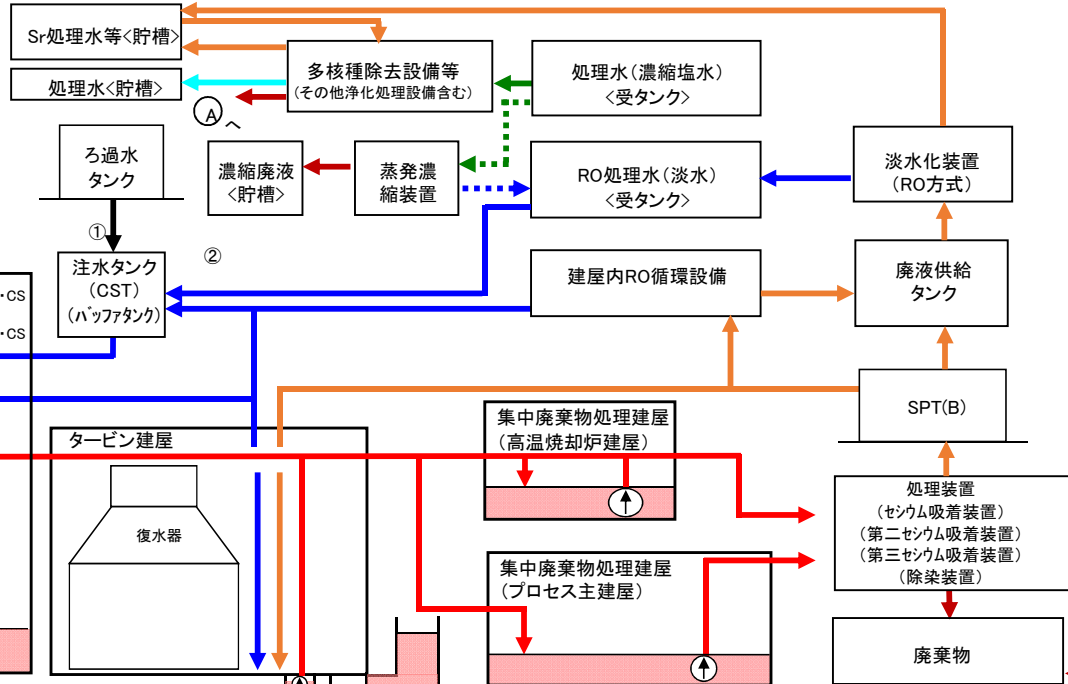 Sr処理水等<貯槽>
処理水<貯槽>
多核種除去設備等
(その他浄化処理設備含む)
A
へ
処理水(濃縮塩水)
<受タンク>
ろ過水
タンク
濃縮廃液
<貯槽>
蒸発濃
縮装置
RO処理水(淡水)
<受タンク>
淡水化装置
(RO方式)
①
②
注水タンク
(CST)
(バッファタンク)
建屋内RO循環設備
廃液供給
タンク
・CS
・CS
SPT(B)
タービン建屋
復水器
集中廃棄物処理建屋
(高温焼却炉建屋)
集中廃棄物処理建屋
(プロセス主建屋)
処理装置
(セシウム吸着装置)
(第二セシウム吸着装置)
(第三セシウム吸着装置)
(除染装置)
廃棄物